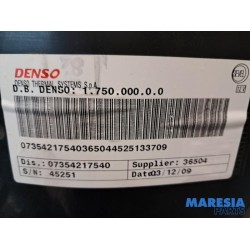 DENSO
DENSO THERMAL SYSTEMS S.p.A.
D.B. DENSO: 1.750.000.0.0
07354217540365044525133709
Dis.: 07354217540 Supplier: 36504
S/N: 45251 Date:03/12/09
MARESIA
PARTS